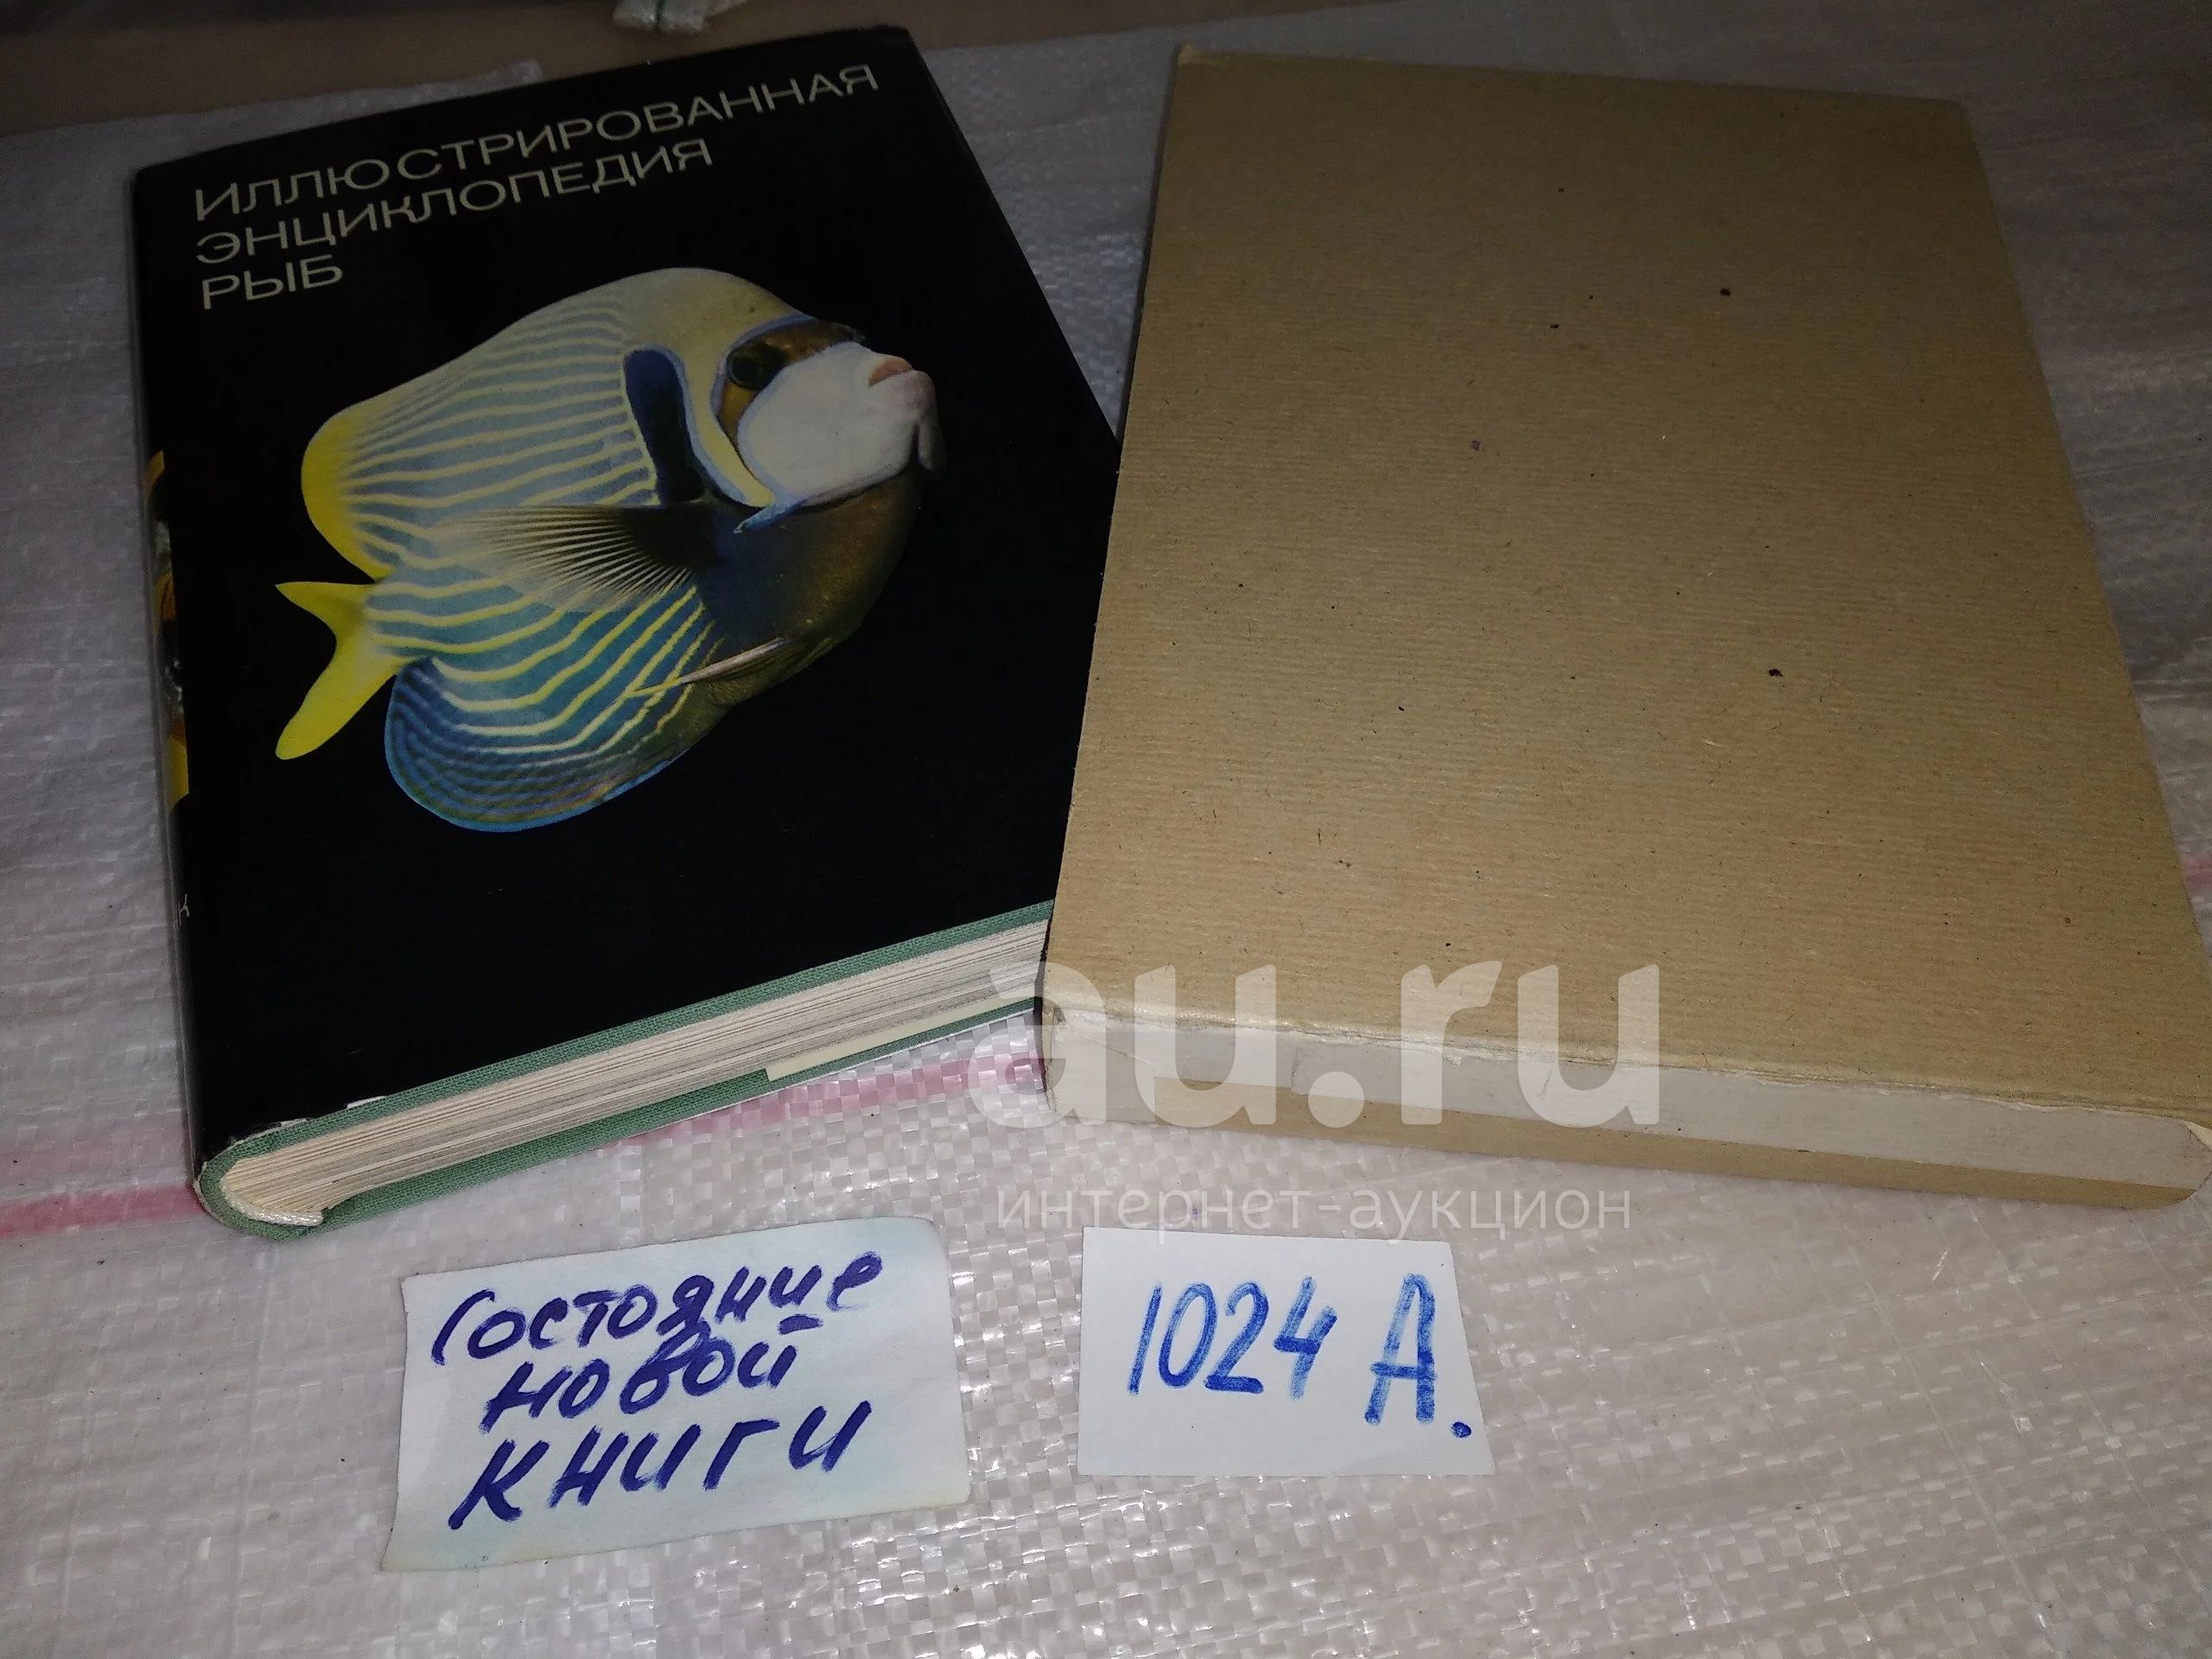 ИЛЛЮСТРИРОВАННАЯ
ЭНЦИКЛОПЕДИЯ
РЫБ
au.ru
интернет-аукцион
Состояние
новой
книги
1024 А.